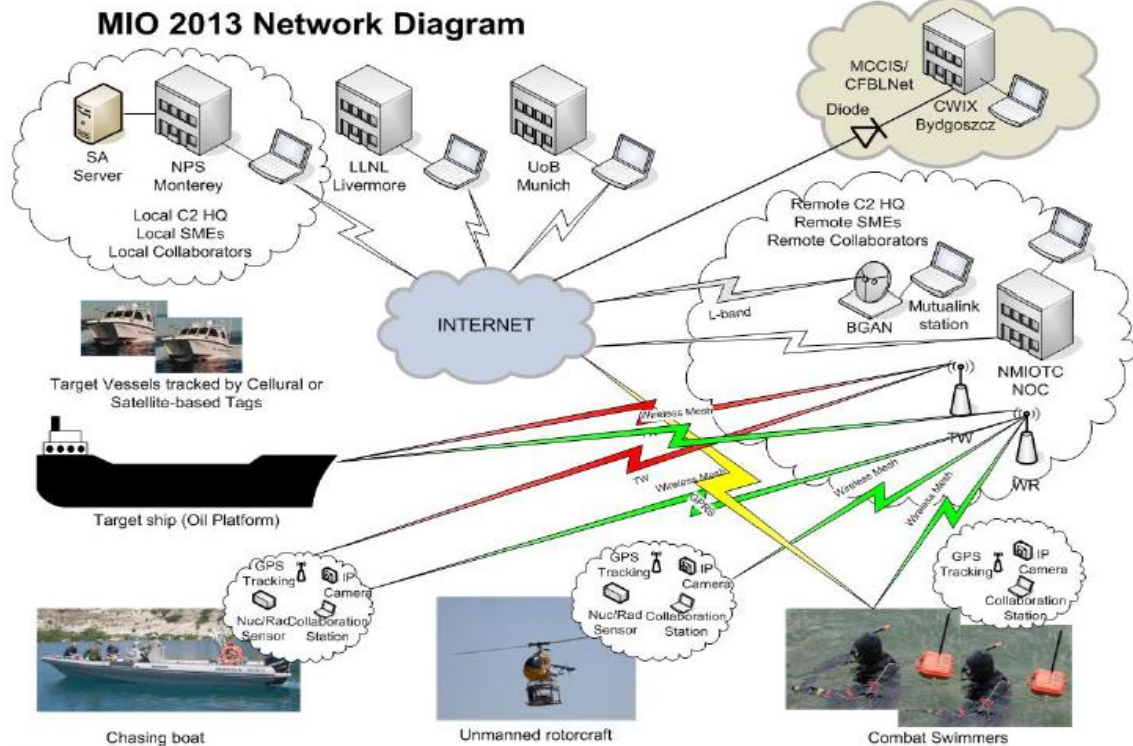 MIO 2013 Network Diagram
SA
Server
NPS
Monterey
Local C2 HQ
Local SMEs
Local Collaborators
LLNL
Livermore
UoB
Munich
MCCIS/
CFBLNet
Diode
CWIX
Bydgoszcz
Remote C2 HQ
Remote SMEs
Remote Collaborators
INTERNET
L-band
BGAN
Mutualink
station
NMIOTC
NOC
Target Vessels tracked by Cellural or
Satellite-based Tags
Wireless Mesh
TW
TW
Wireless Mesh
GPRS
Wireless Mesh
Wireless Mesh
WR
Target ship (Oil Platform)
GPS
Tracking
IP
Camera
Nuc/Rad
Sensor
Collaboration
Station
GPS
Tracking
IP
Camera
Nuc/Rad
Sensor
Collaboration
Station
GPS
Tracking
IP
Camera
Collaboration
Station
Chasing boat
Unmanned rotorcraft
Combat Swimmers